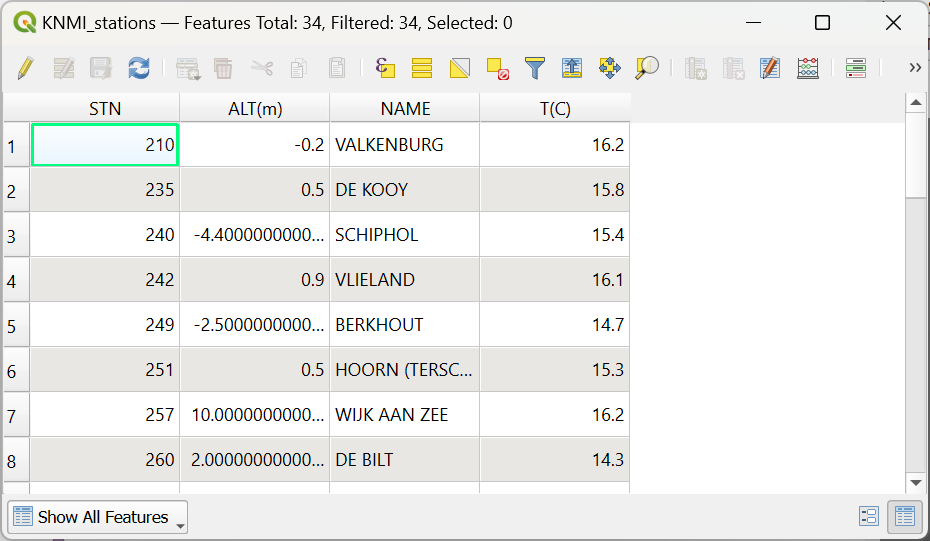 KNMI_stations — Features Total: 34, Filtered: 34, Selected: 0
STN ALT(m) NAME T(C)
1 210 -0.2 VALKENBURG 16.2
2 235 0.5 DE KOOY 15.8
3 240 -4.4000000000... SCHIPHOL 15.4
4 242 0.9 VLIELAND 16.1
5 249 -2.5000000000... BERKHOUT 14.7
6 251 0.5 HOORN (TERSC... 15.3
7 257 10.0000000000... WIJK AAN ZEE 16.2
8 260 2.00000000000... DE BILT 14.3
Show All Features